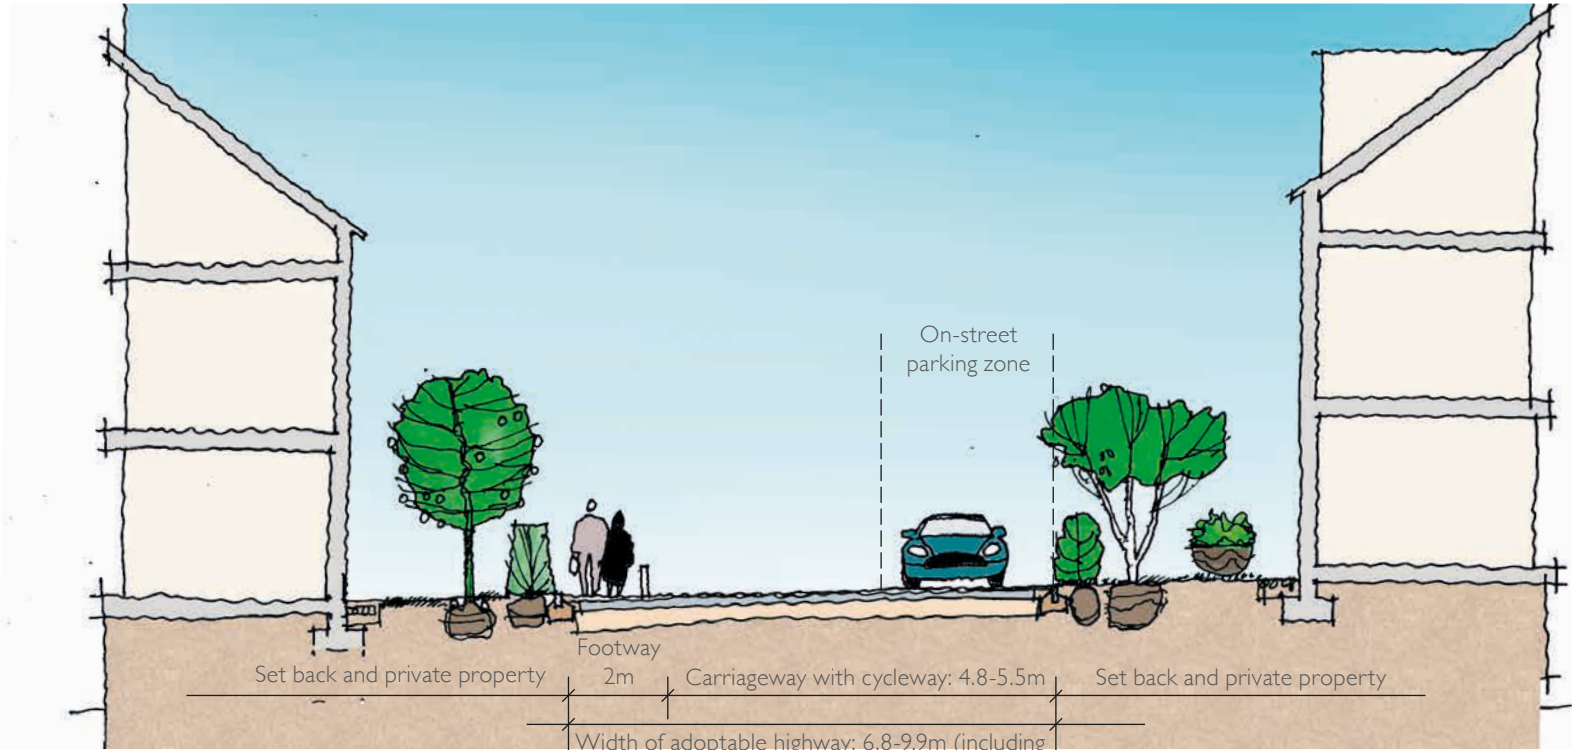 On-street
parking zone
Footway
2m
Set back and private property
Carriageway with cycleway: 4.8-5.5m
Set back and private property
Width of adoptable highway: 6.8-9.9m (including